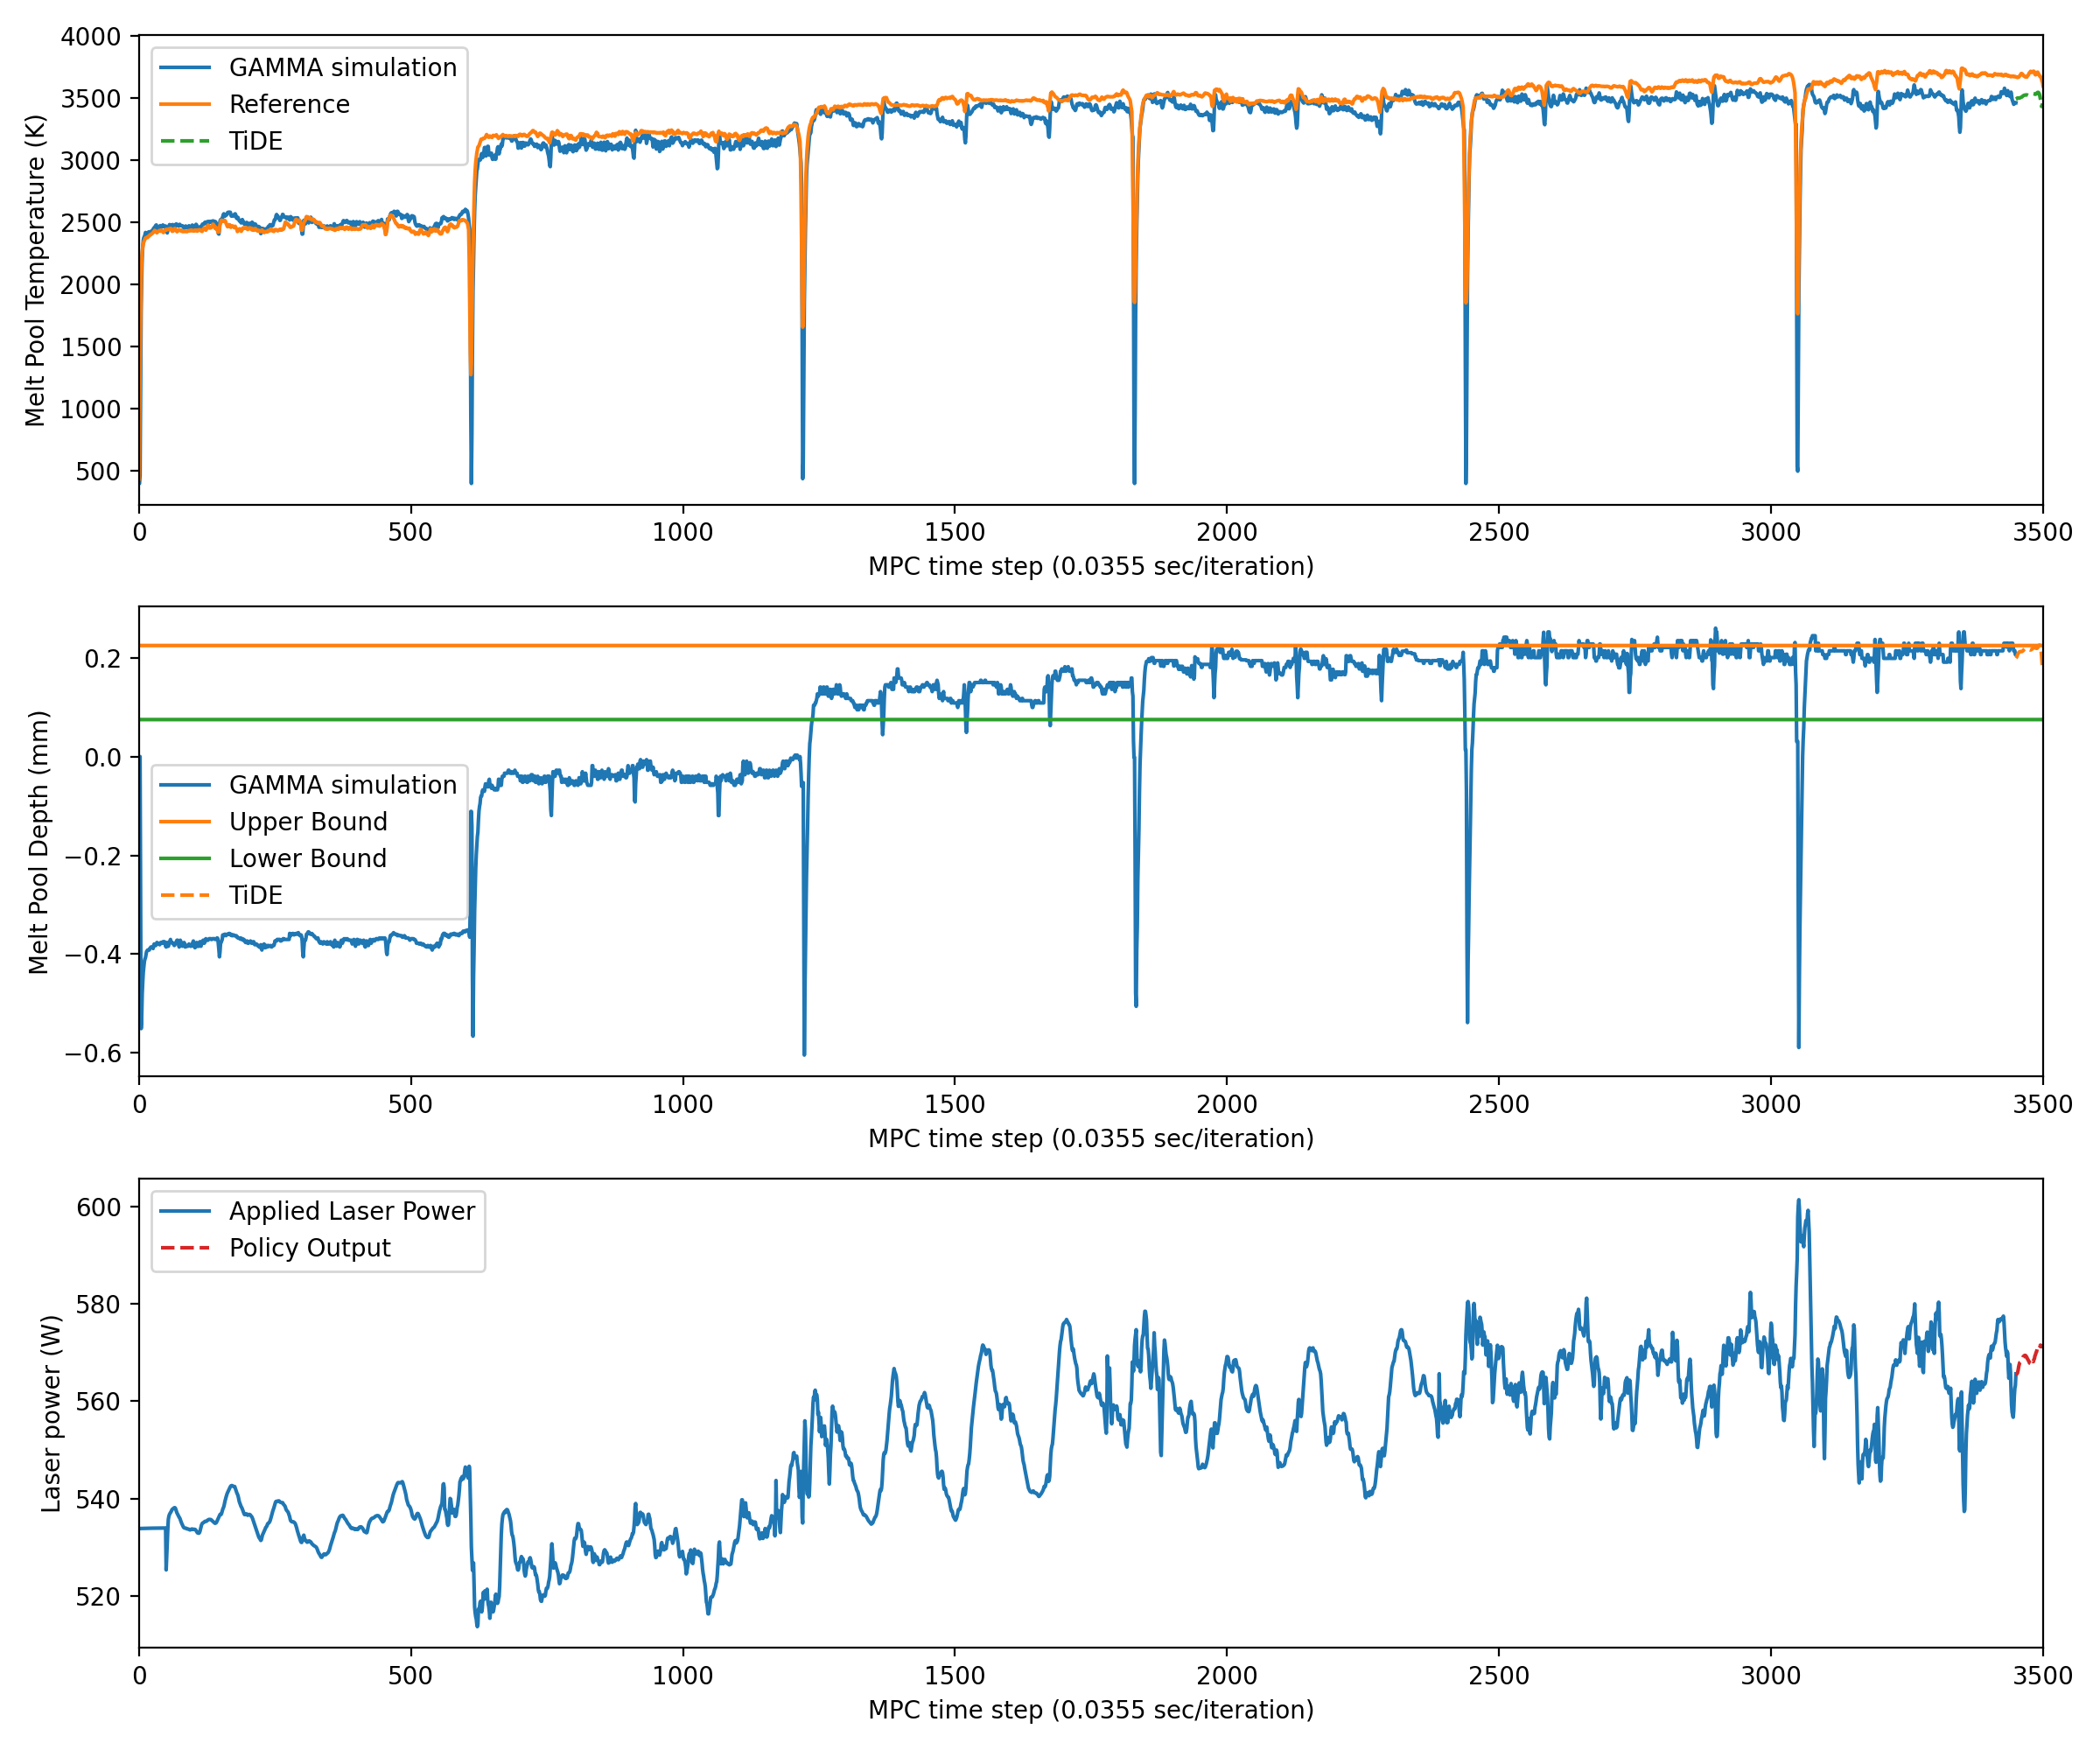 4000
3500
3000
2500
2000
1500
1000
500
Melt Pool Temperature (K)
GAMMA simulation
Reference
TiDE
0 500 1000 1500 2000 2500 3000 3500
MPC time step (0.0355 sec/iteration)
0.2
0.0
−0.2
−0.4
−0.6
Melt Pool Depth (mm)
GAMMA simulation
Upper Bound
Lower Bound
TiDE
0 500 1000 1500 2000 2500 3000 3500
MPC time step (0.0355 sec/iteration)
600
580
560
540
520
Laser power (W)
Applied Laser Power
Policy Output
0 500 1000 1500 2000 2500 3000 3500
MPC time step (0.0355 sec/iteration)